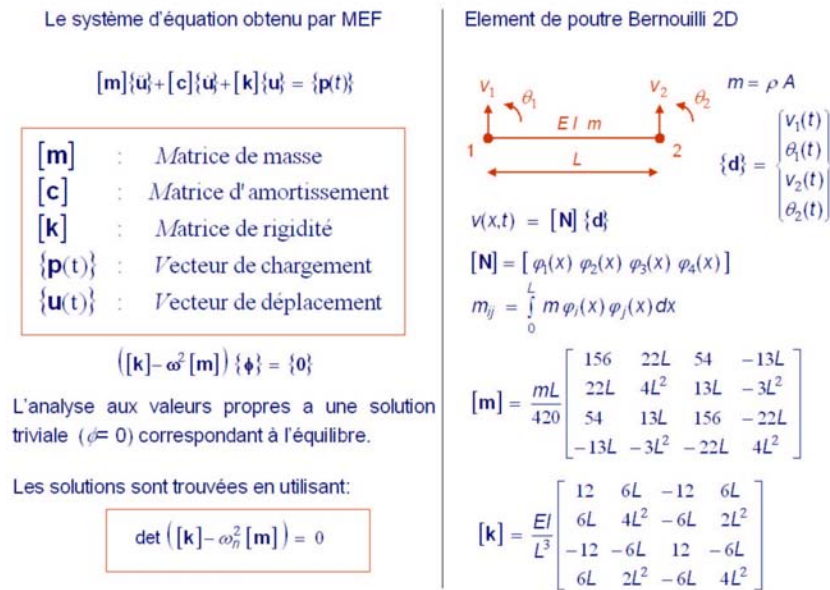 Le système d'équation obtenu par MEF
[m]{ü}+[c]{u̇}+[k]{u} = {p(t)}
[m] : Matrice de masse
[c] : Matrice d'amortissement
[k] : Matrice de rigidité
{p(t)} : Vecteur de chargement
{u(t)} : Vecteur de déplacement
([k]-ω²[m]) {ϕ} = {0}
L'analyse aux valeurs propres a une solution
triviale (ϕ= 0) correspondant à l'équilibre.
Les solutions sont trouvées en utilisant:
det ([k]-ωₙ²[m]) = 0
Element de poutre Bernouilli 2D
v₁ θ₁ v₂ θ₂ m = ρ A
EI m
1 2
L
{d} = {v₁(t) θ₁(t) v₂(t) θ₂(t)}
v(x,t) = [N] {d}
[N] = [φ₁(x) φ₂(x) φ₃(x) φ₄(x)]
mᵢⱼ = ∫₀ᴸ m φᵢ(x) φⱼ(x) dx
156 22L 54 -13L
[m] = mL/420 22L 4L² 13L -3L²
54 13L 156 -22L
-13L -3L² -22L 4L²
12 6L -12 6L
[k] = EI/L³ 6L 4L² -6L 2L²
-12 -6L 12 -6L
6L 2L² -6L 4L²